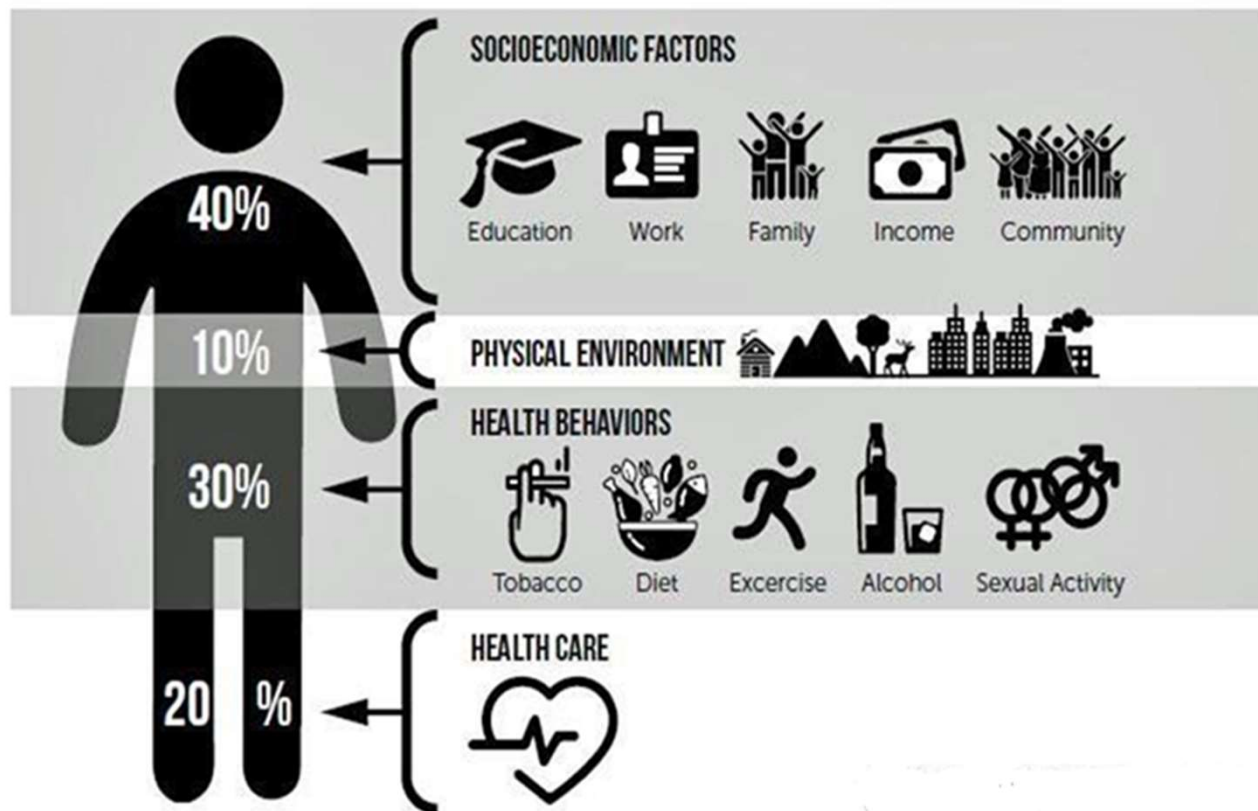 SOCIOECONOMIC FACTORS
Education Work Family Income Community
40%
10%
PHYSICAL ENVIRONMENT
HEALTH BEHAVIORS
30%
Tobacco Diet Excercise Alcohol Sexual Activity
HEALTH CARE
20 %